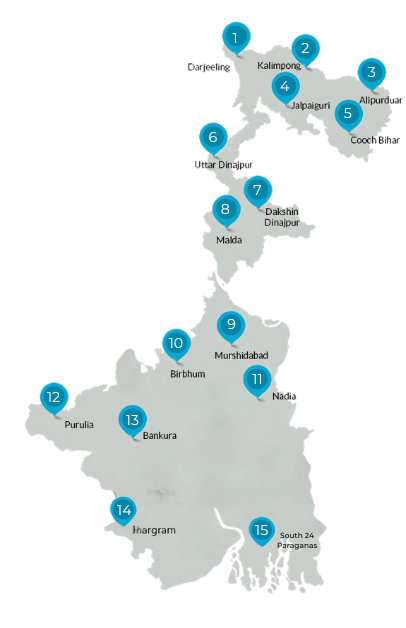 1
Darjeeling
2
Kalimpong
3
Alipurduar
4
Jalpaiguri
5
Cooch Bihar
6
Uttar Dinajpur
7
Dakshin
Dinajpur
8
Malda
9
Murshidabad
10
Birbhum
11
Nadia
12
Purulia
13
Bankura
14
Jhargram
15
South 24
Paraganas